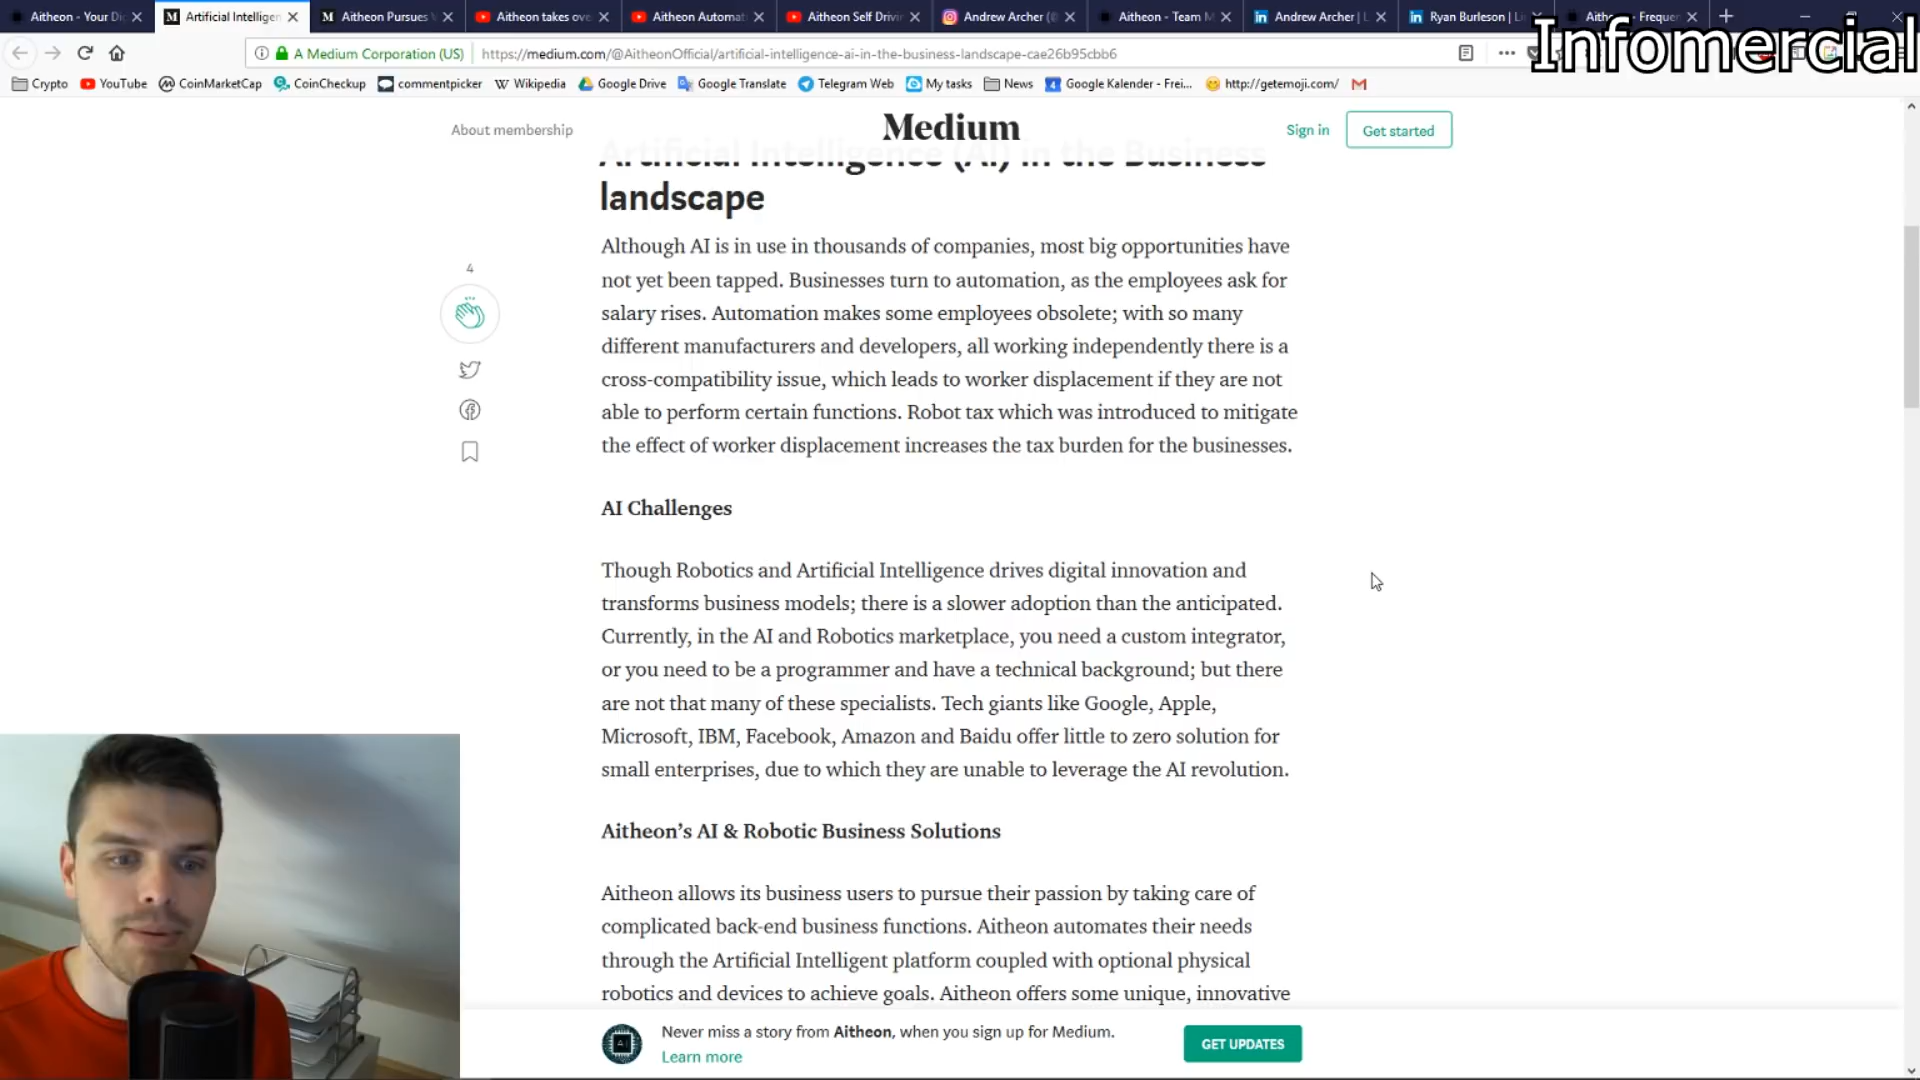 Aitheon - Your Di
Artificial Intelligen
Aitheon Pursues
Aitheon takes ove
Aitheon Automat
Aitheon Self Drivi
Andrew Archer (
Aitheon - Team M
Andrew Archer | L
Ryan Burleson | Li
Aith
Frequen
Infomercial
A Medium Corporation (US)
https://medium.com/@AitheonOfficial/artificial-intelligence-ai-in-the-business-landscape-cae26b95cbb6
Crypto
YouTube
CoinMarketCap
CoinCheckup
commentpicker
Wikipedia
Google Drive
Google Translate
Telegram Web
My tasks
News
Google Kalender - Frei...
http://getemoji.com/
About membership
Medium
Sign in
Get started
Artificial Intelligence (AI) in the Business
landscape
Although AI is in use in thousands of companies, most big opportunities have
not yet been tapped. Businesses turn to automation, as the employees ask for
salary rises. Automation makes some employees obsolete; with so many
different manufacturers and developers, all working independently there is a
cross-compatibility issue, which leads to worker displacement if they are not
able to perform certain functions. Robot tax which was introduced to mitigate
the effect of worker displacement increases the tax burden for the businesses.
4
AI Challenges
Though Robotics and Artificial Intelligence drives digital innovation and
transforms business models; there is a slower adoption than the anticipated.
Currently, in the AI and Robotics marketplace, you need a custom integrator,
or you need to be a programmer and have a technical background; but there
are not that many of these specialists. Tech giants like Google, Apple,
Microsoft, IBM, Facebook, Amazon and Baidu offer little to zero solution for
small enterprises, due to which they are unable to leverage the AI revolution.
Aitheon's AI & Robotic Business Solutions
Aitheon allows its business users to pursue their passion by taking care of
complicated back-end business functions. Aitheon automates their needs
through the Artificial Intelligent platform coupled with optional physical
robotics and devices to achieve goals. Aitheon offers some unique, innovative
AI
Never miss a story from Aitheon, when you sign up for Medium.
Learn more
GET UPDATES